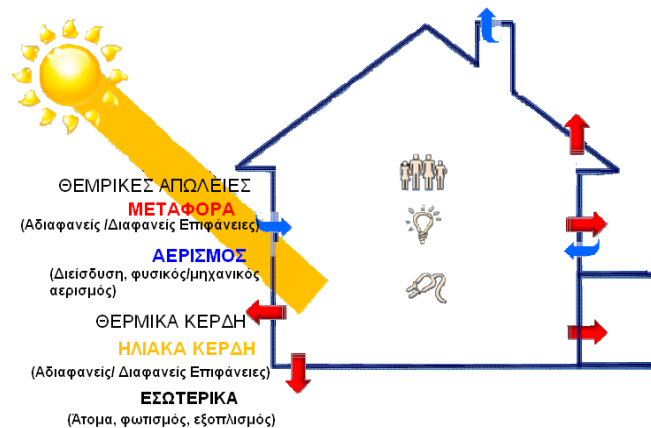 ΘΕΜΡΙΚΕΣ ΑΠΩΛΕΙΕΣ
ΜΕΤΑΦΟΡΑ
(Αδιαφανείς /Διαφανείς Επιφάνειες)
ΑΕΡΙΣΜΟΣ
(Διείσδυση, φυσικός/μηχανικός
αερισμός)
ΘΕΡΜΙΚΑ ΚΕΡΔΗ
ΗΛΙΑΚΑ ΚΕΡΔΗ
(Αδιαφανείς/ Διαφανείς Επιφάνειες)
ΕΣΩΤΕΡΙΚΑ
(Άτομα, φωτισμός, εξοπλισμός)